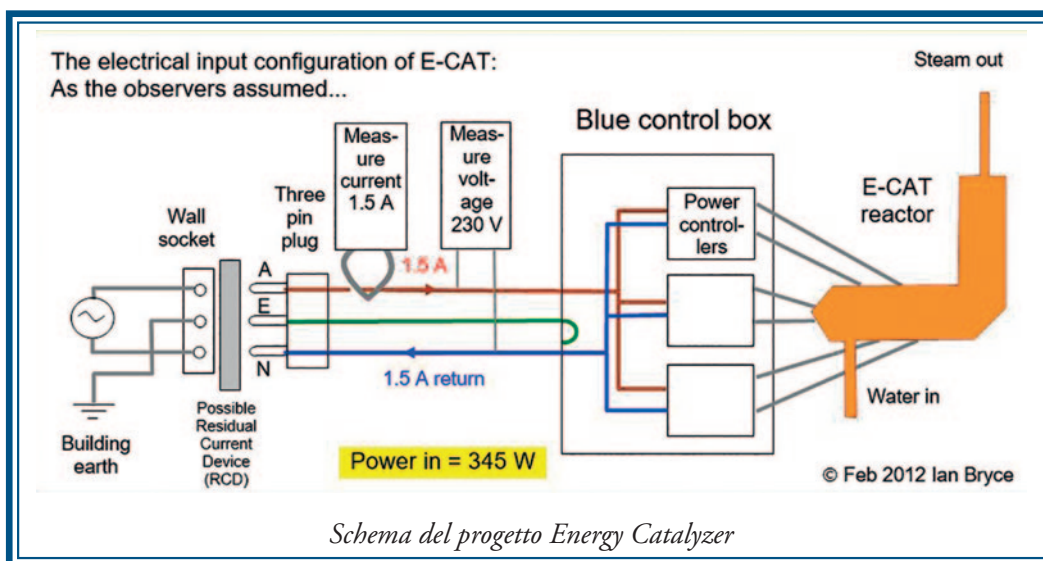 The electrical input configuration of E-CAT:
As the observers assumed...
Steam out
Meas-
ure
current
1.5 A
Meas-
ure
volt-
age
230 V
Blue control box
E-CAT
reactor
Wall
socket
Three
pin
plug
Power
control-
lers
A
1.5 A
E
N
1.5 A return
Water in
Building
earth
Possible
Residual
Current
Device
(RCD)
Power in = 345 W
© Feb 2012 Ian Bryce
Schema del progetto Energy Catalyzer